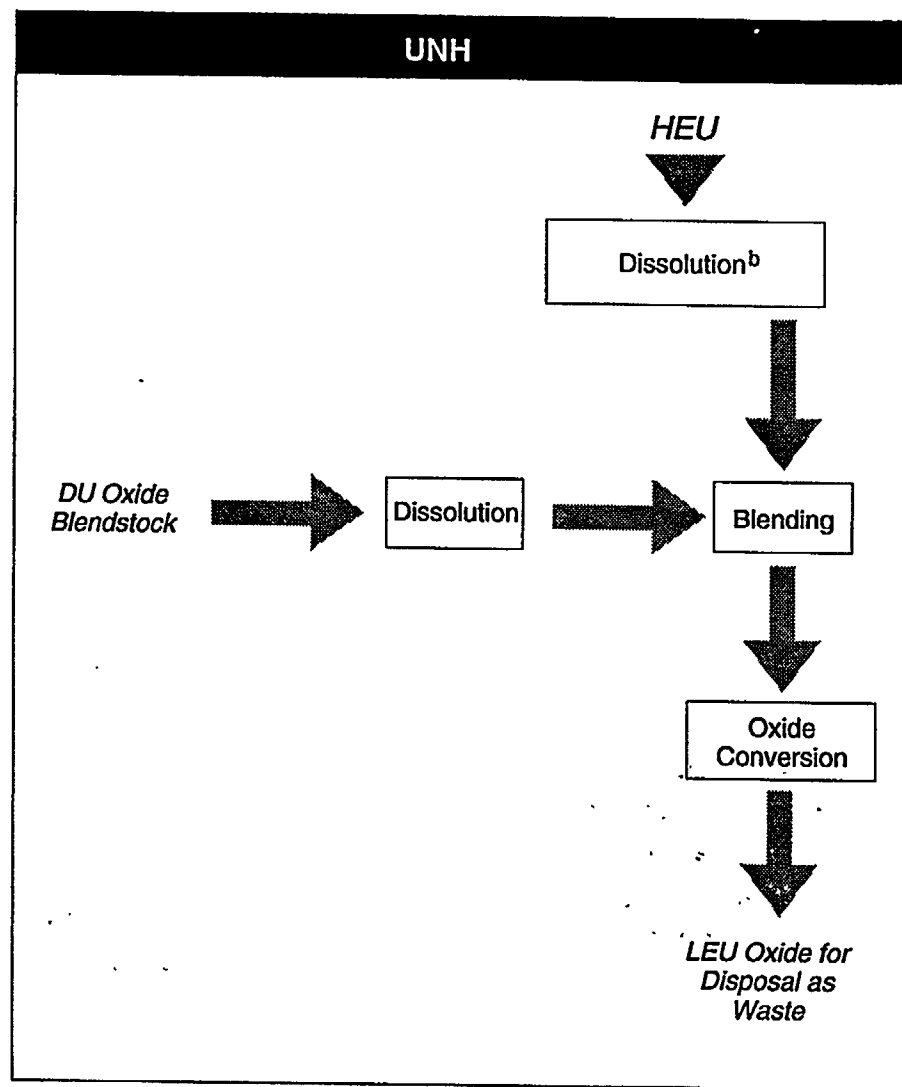 UNH
HEU
Dissolution b
DU Oxide
Blendstock
Dissolution
Blending
Oxide
Conversion
LEU Oxide for
Disposal as
Waste